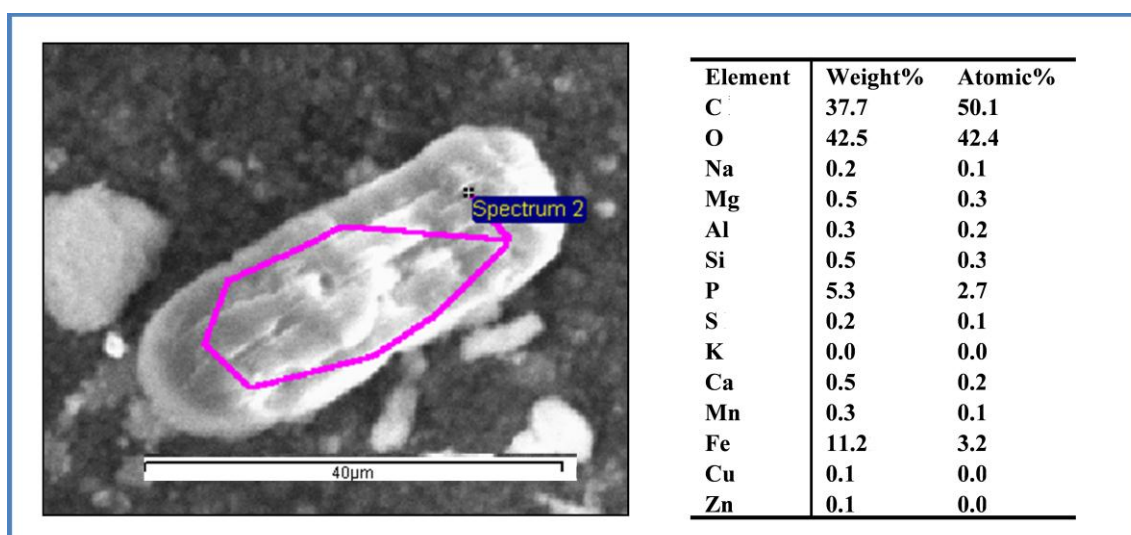 Spectrum 2
40µm
Element Weight% Atomic%
C 37.7 50.1
O 42.5 42.4
Na 0.2 0.1
Mg 0.5 0.3
Al 0.3 0.2
Si 0.5 0.3
P 5.3 2.7
S 0.2 0.1
K 0.0 0.0
Ca 0.5 0.2
Mn 0.3 0.1
Fe 11.2 3.2
Cu 0.1 0.0
Zn 0.1 0.0